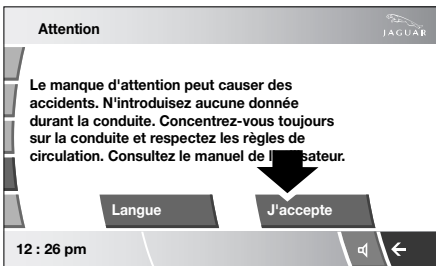 Attention
JAGUAR
Le manque d'attention peut causer des
accidents. N'introduisez aucune donnée
durant la conduite. Concentrez-vous toujours
sur la conduite et respectez les règles de
circulation. Consultez le manuel de
Langue
J'accepte
12 : 26 pm